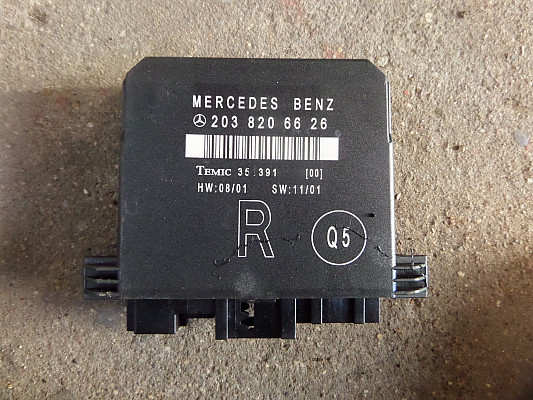 MERCEDES BENZ
203 820 66 26
TEMIC 35.391 [00]
HW:08/01 SW:11/01
R
Q5